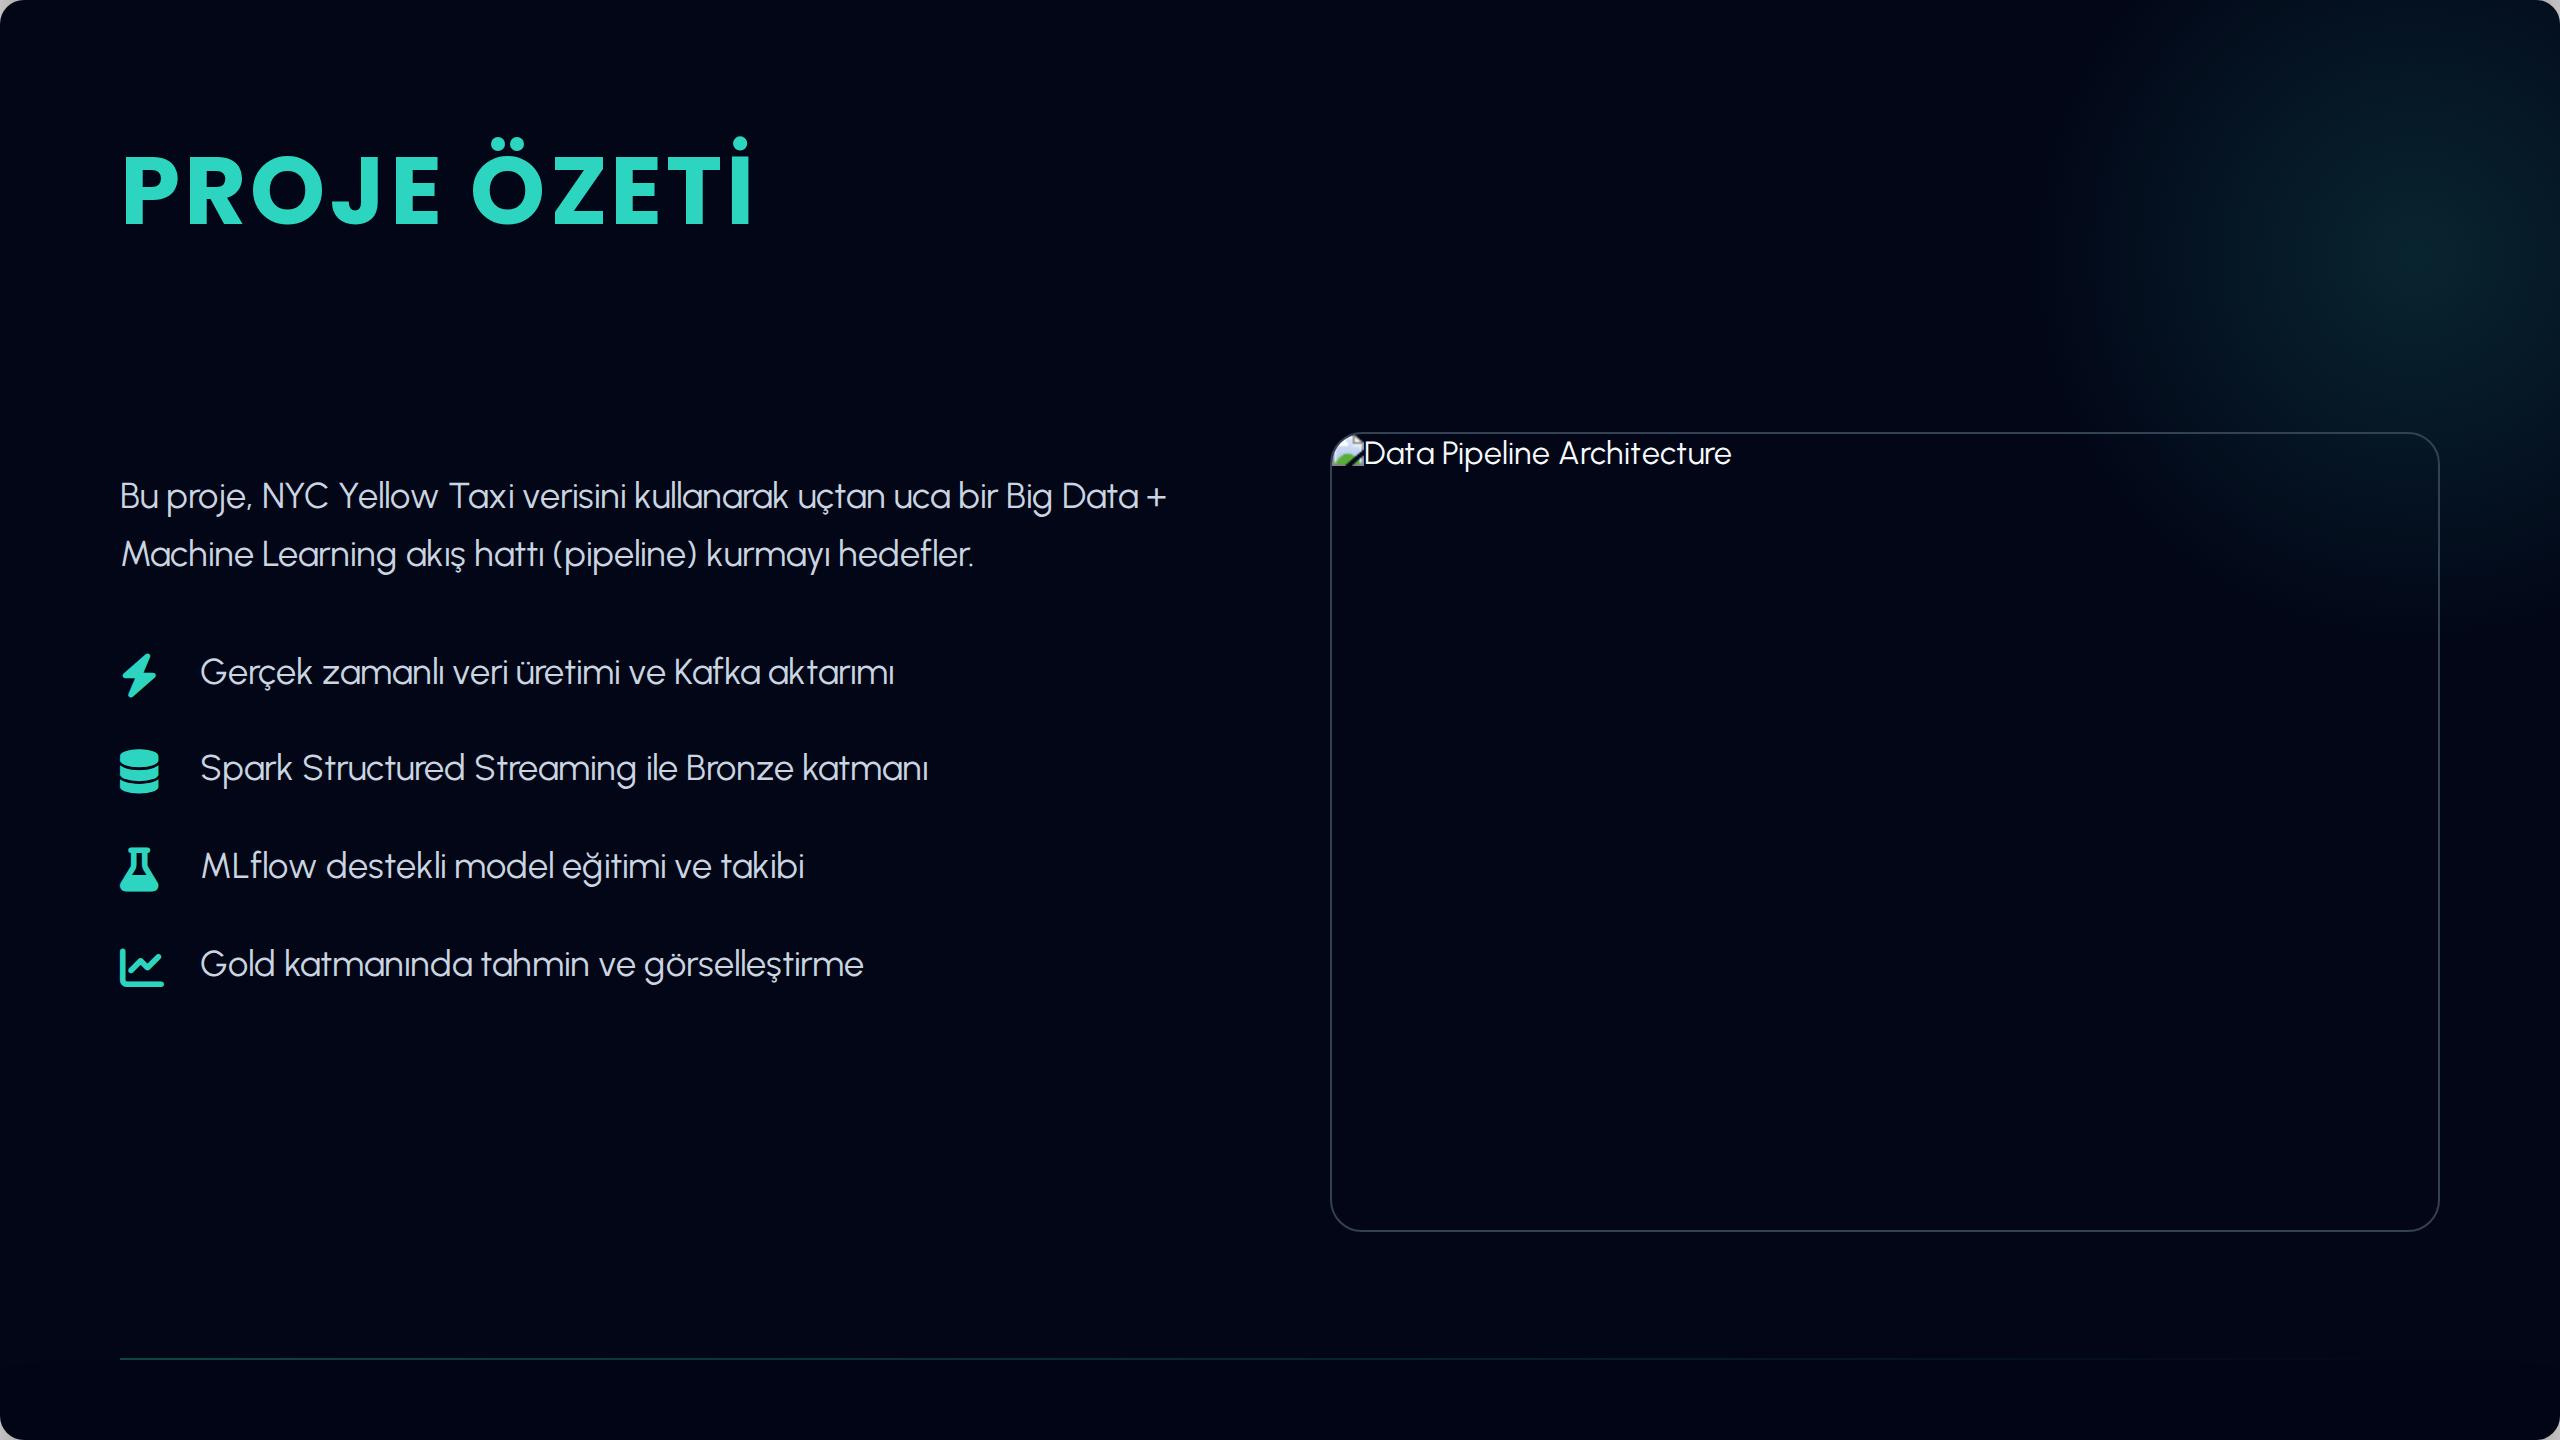 PROJE ÖZETİ
Bu proje, NYC Yellow Taxi verisini kullanarak uçtan uca bir Big Data +
Machine Learning akış hattı (pipeline) kurmayı hedefler.
Gerçek zamanlı veri üretimi ve Kafka aktarımı
Spark Structured Streaming ile Bronze katmanı
MLflow destekli model eğitimi ve takibi
Gold katmanında tahmin ve görselleştirme
Data Pipeline Architecture